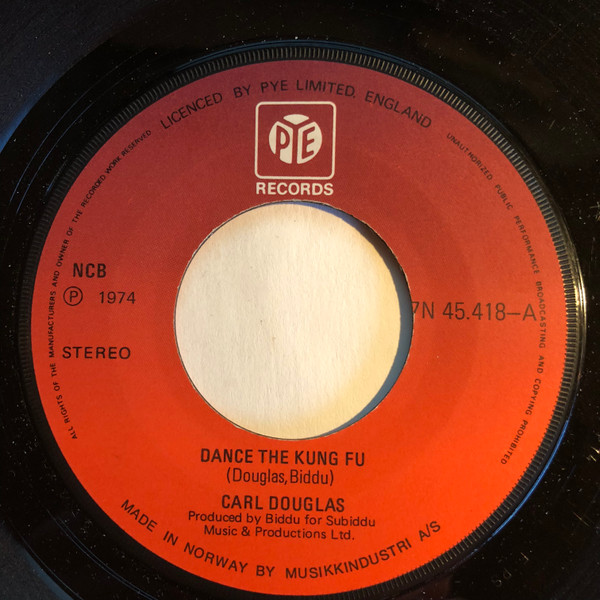 LICENCED BY PYE LIMITED, ENGLAND
PYE
RECORDS
ALL RIGHTS OF THE MANUFACTURERS AND OWNER OF THE RECORDED WORK RESERVED
UNAUTHORIZED PUBLIC PERFORMANCE BROADCASTING AND COPYING PROHIBITED
NCB
Ⓟ 1974
7N 45.418–A
STEREO
DANCE THE KUNG FU
(Douglas, Biddu)
CARL DOUGLAS
Produced by Biddu for Subiddu
Music & Productions Ltd.
MADE IN NORWAY BY MUSIKKINDUSTRI A/S